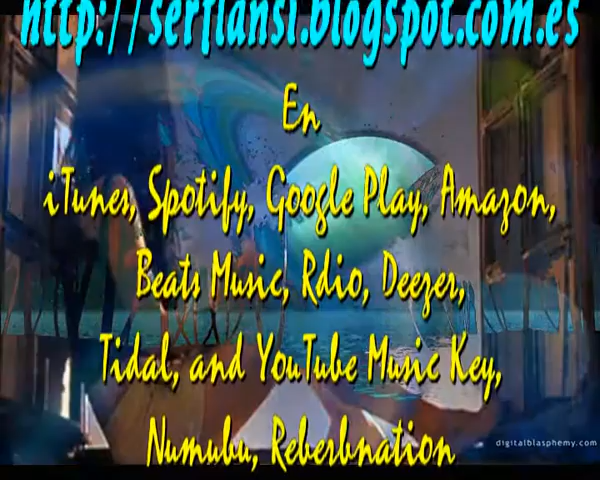 http://serflansi.blogspot.com.es
En
iTunes, Spotify, Google Play, Amazon,
Beats Music, Rdio, Deezer,
Tidal, and YouTube Music Key,
Numubu, Reberbnation
digitalblasphemy.com